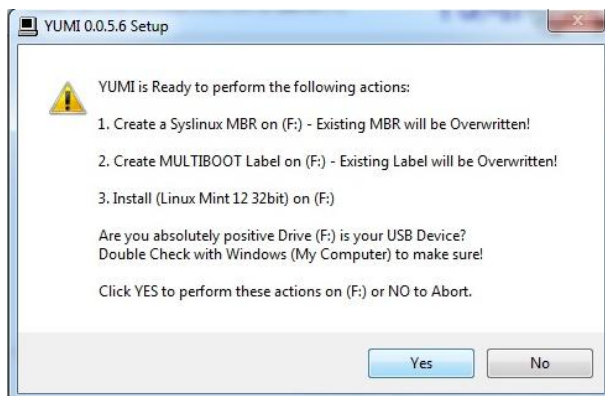 YUMI 0.0.5.6 Setup
YUMI is Ready to perform the following actions:
1. Create a Syslinux MBR on (F:) - Existing MBR will be Overwritten!
2. Create MULTIBOOT Label on (F:) - Existing Label will be Overwritten!
3. Install (Linux Mint 12 32bit) on (F:)
Are you absolutely positive Drive (F:) is your USB Device?
Double Check with Windows (My Computer) to make sure!
Click YES to perform these actions on (F:) or NO to Abort.
Yes No